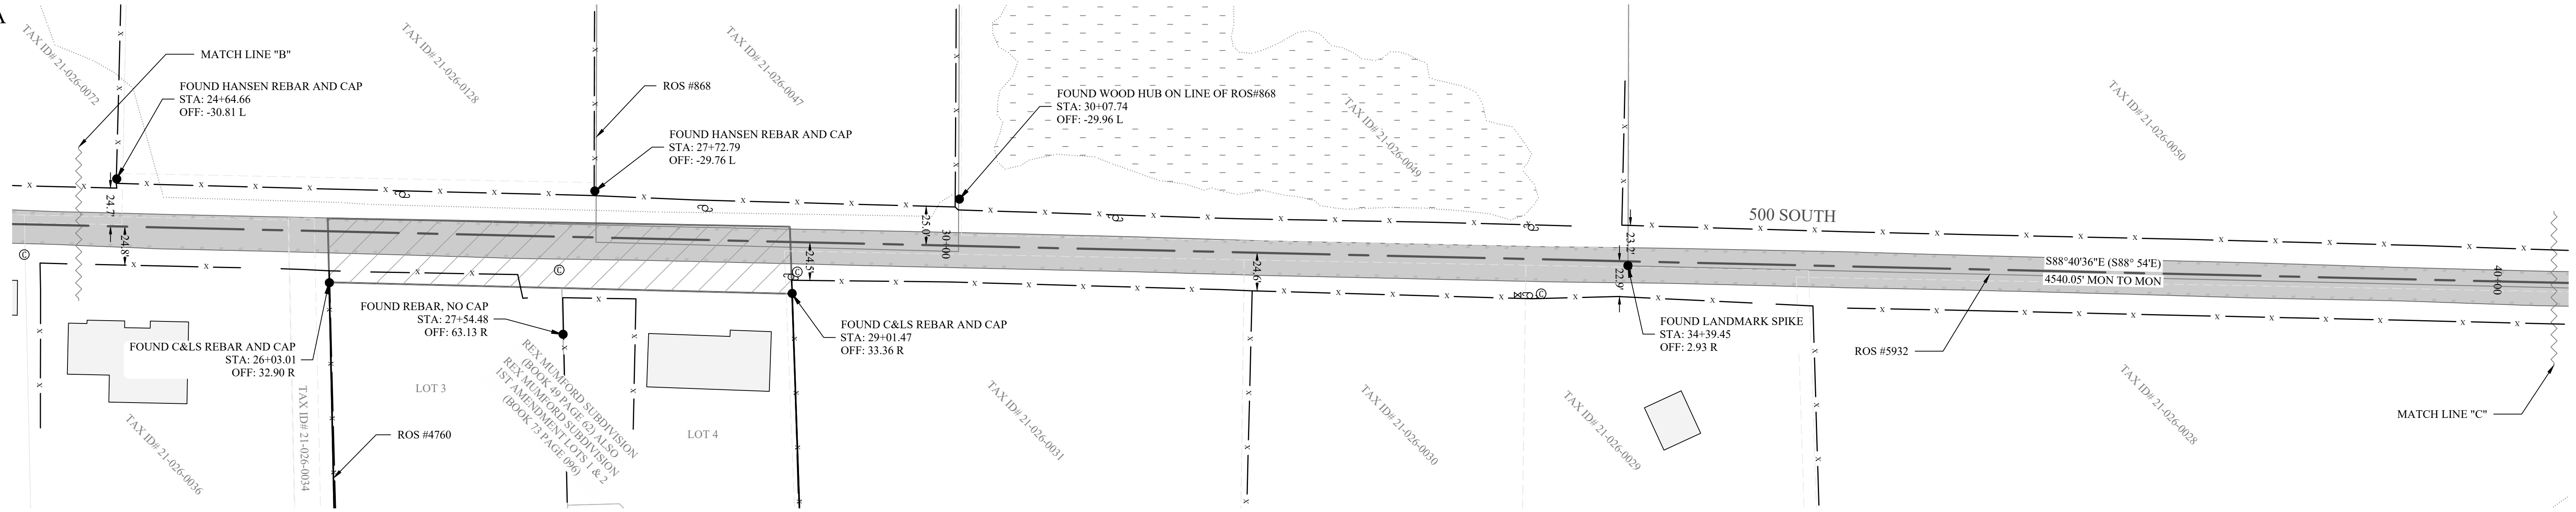 TAX ID# 21-026-0072
MATCH LINE "B"
FOUND HANSEN REBAR AND CAP
STA: 24+64.66
OFF: -30.81 L
TAX ID# 21-026-0128
ROS #868
TAX ID# 21-026-0047
FOUND HANSEN REBAR AND CAP
STA: 27+72.79
OFF: -29.76 L
FOUND WOOD HUB ON LINE OF ROS#868
STA: 30+07.74
OFF: -29.96 L
TAX ID# 21-026-0049
TAX ID# 21-026-0050
500 SOUTH
24.7'
24.8'
24.5'
25.0'
30+00
24.6'
23.2'
22.9'
S88°40'36"E (S88° 54'E)
4540.05' MON TO MON
40+00
FOUND C&LS REBAR AND CAP
STA: 26+03.01
OFF: 32.90 R
FOUND REBAR, NO CAP
STA: 27+54.48
OFF: 63.13 R
FOUND C&LS REBAR AND CAP
STA: 29+01.47
OFF: 33.36 R
FOUND LANDMARK SPIKE
STA: 34+39.45
OFF: 2.93 R
ROS #5932
MATCH LINE "C"
TAX ID# 21-026-0036
TAX ID# 21-026-0034
LOT 3
ROS #4760
REX MUMFORD SUBDIVISION
(BOOK 49 PAGE 62) ALSO
REX MUMFORD SUBDIVISION
1ST AMENDMENT LOTS 1 & 2
(BOOK 73 PAGE 096)
LOT 4
TAX ID# 21-026-0031
TAX ID# 21-026-0030
TAX ID# 21-026-0029
TAX ID# 21-026-0028